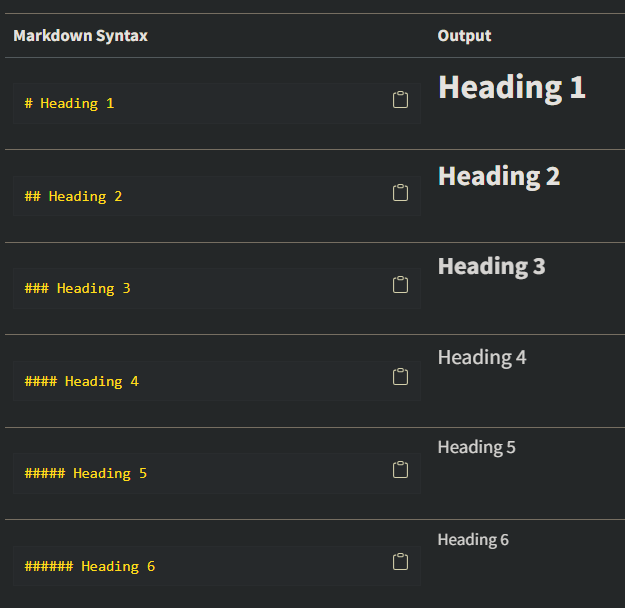 Markdown Syntax Output
# Heading 1 Heading 1
## Heading 2 Heading 2
### Heading 3 Heading 3
#### Heading 4 Heading 4
##### Heading 5 Heading 5
###### Heading 6 Heading 6